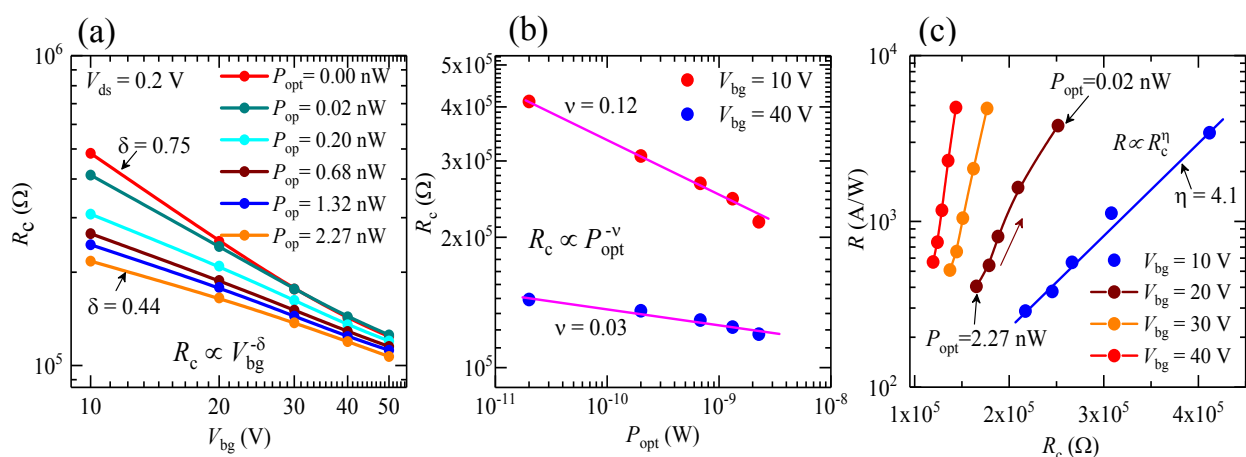 (a)
V_ds = 0.2 V
P_opt = 0.00 nW
P_op = 0.02 nW
P_op = 0.20 nW
P_op = 0.68 nW
P_op = 1.32 nW
P_op = 2.27 nW
δ = 0.75
δ = 0.44
R_c ∝ V_bg^-δ
10^6
10^5
R_c (Ω)
10 20 30 40 50
V_bg (V)
(b)
5x10^5
4x10^5
3x10^5
2x10^5
10^5
R_c (Ω)
V_bg = 10 V
V_bg = 40 V
ν = 0.12
R_c ∝ P_opt^-ν
ν = 0.03
10^-11 10^-10 10^-9 10^-8
P_opt (W)
(c)
10^4
10^3
10^2
R (A/W)
P_opt=0.02 nW
R∝R_c^η
η = 4.1
V_bg = 10 V
V_bg = 20 V
V_bg = 30 V
V_bg = 40 V
P_opt=2.27 nW
1x10^5 2x10^5 3x10^5 4x10^5
R_c (Ω)